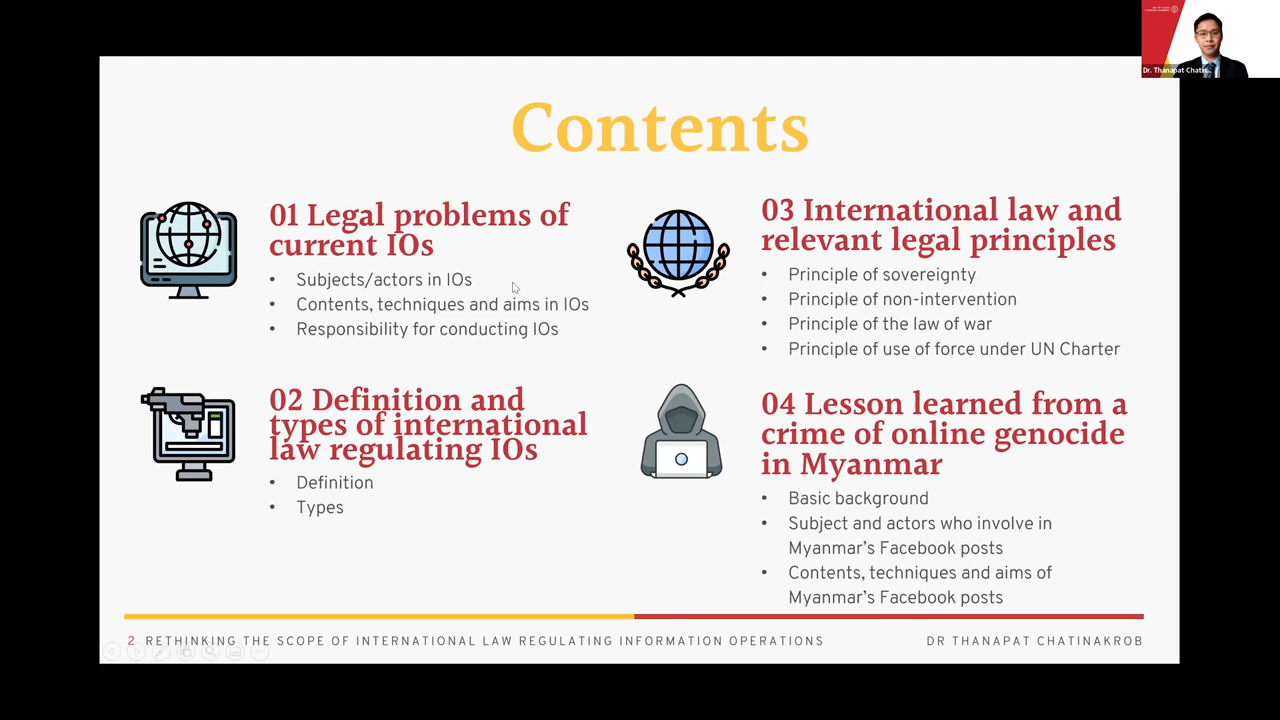 Dr. Thanapat Chatin...
Contents
01 Legal problems of
current IOs
• Subjects/actors in IOs
• Contents, techniques and aims in IOs
• Responsibility for conducting IOs
02 Definition and
types of international
law regulating IOs
• Definition
• Types
03 International law and
relevant legal principles
• Principle of sovereignty
• Principle of non-intervention
• Principle of the law of war
• Principle of use of force under UN Charter
04 Lesson learned from a
crime of online genocide
in Myanmar
• Basic background
• Subject and actors who involve in
Myanmar’s Facebook posts
• Contents, techniques and aims of
Myanmar’s Facebook posts
2 RETHINKING THE SCOPE OF INTERNATIONAL LAW REGULATING INFORMATION OPERATIONS
DR THANAPAT CHATINAKROB